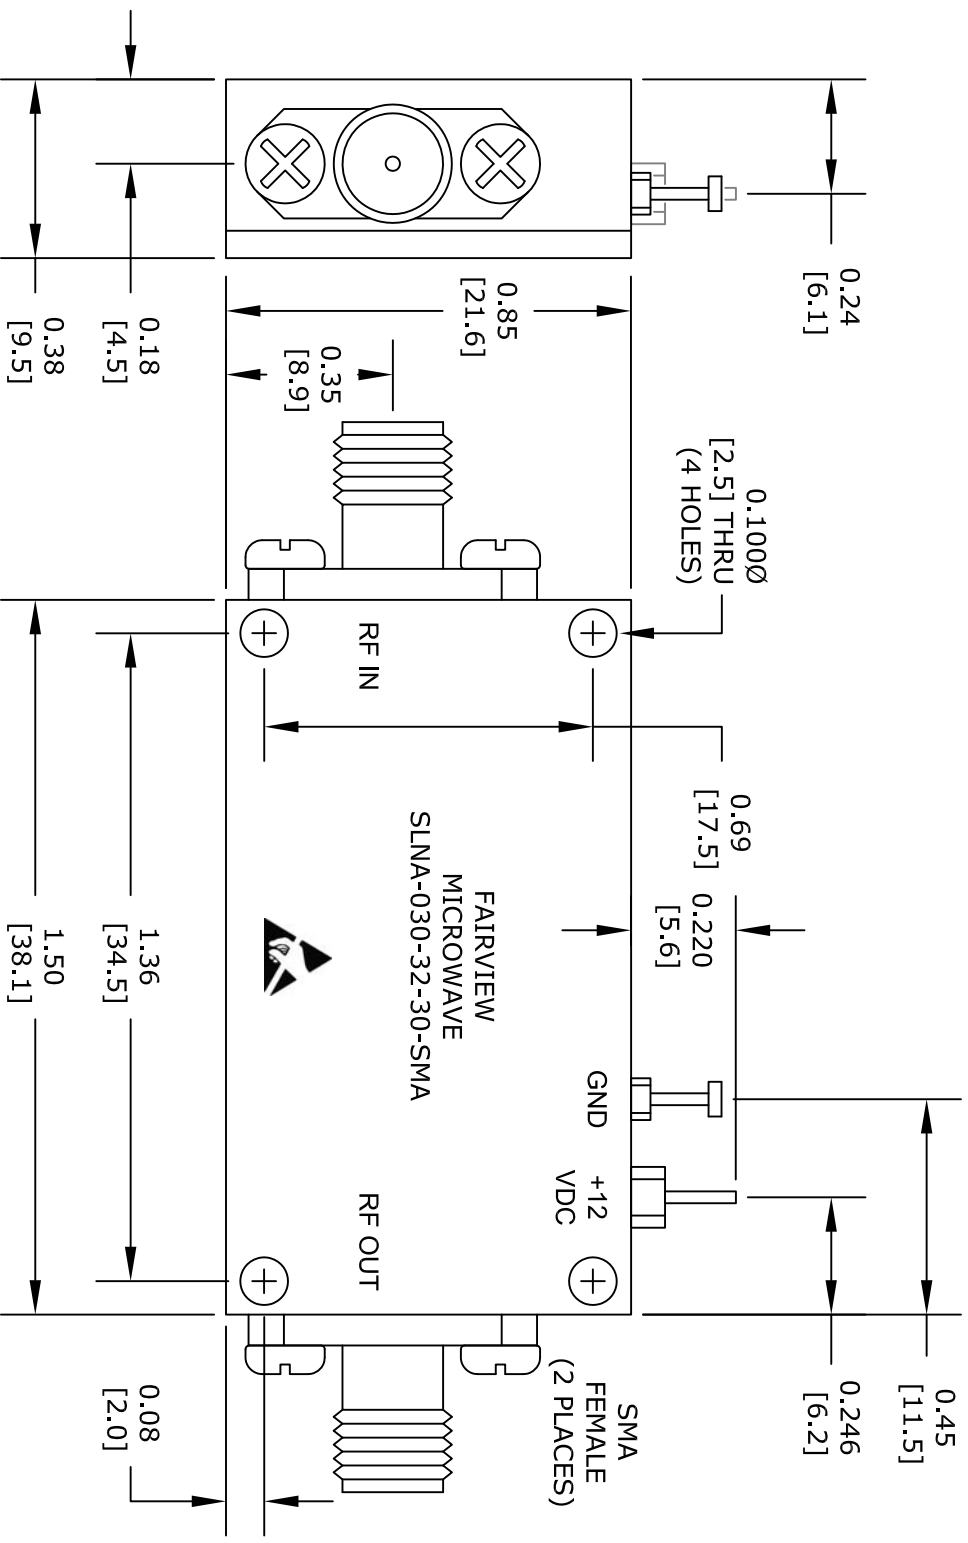 0.45
[11.5]
0.246
[6.2]
0.24
[6.1]
0.69
[17.5]
0.220
[5.6]
0.100Ø
[2.5] THRU
(4 HOLES)
SMA
FEMALE
(2 PLACES)
GND
+12
VDC
0.85
[21.6]
FAIRVIEW
MICROWAVE
SLNA-030-32-30-SMA
RF IN
RF OUT
0.35
[8.9]
0.18
[4.5]
1.36
[34.5]
0.08
[2.0]
0.38
[9.5]
1.50
[38.1]